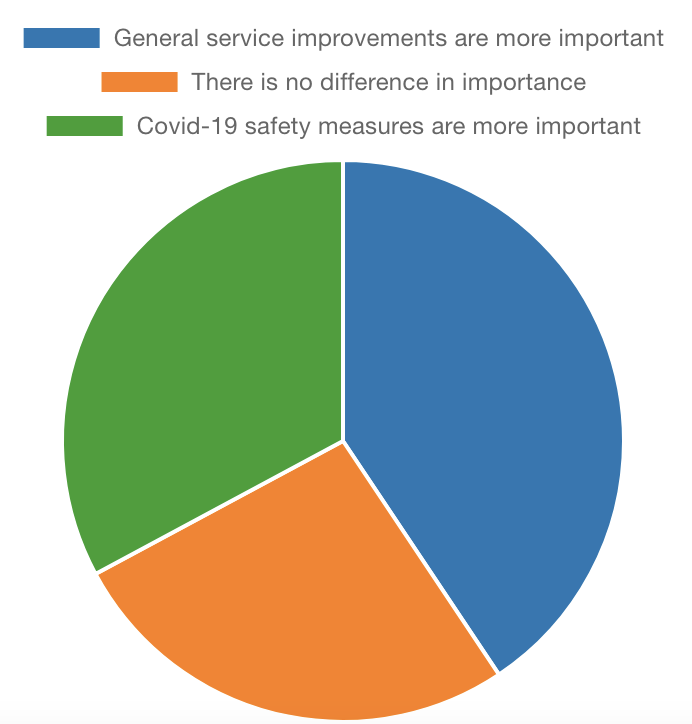 General service improvements are more important
There is no difference in importance
Covid-19 safety measures are more important